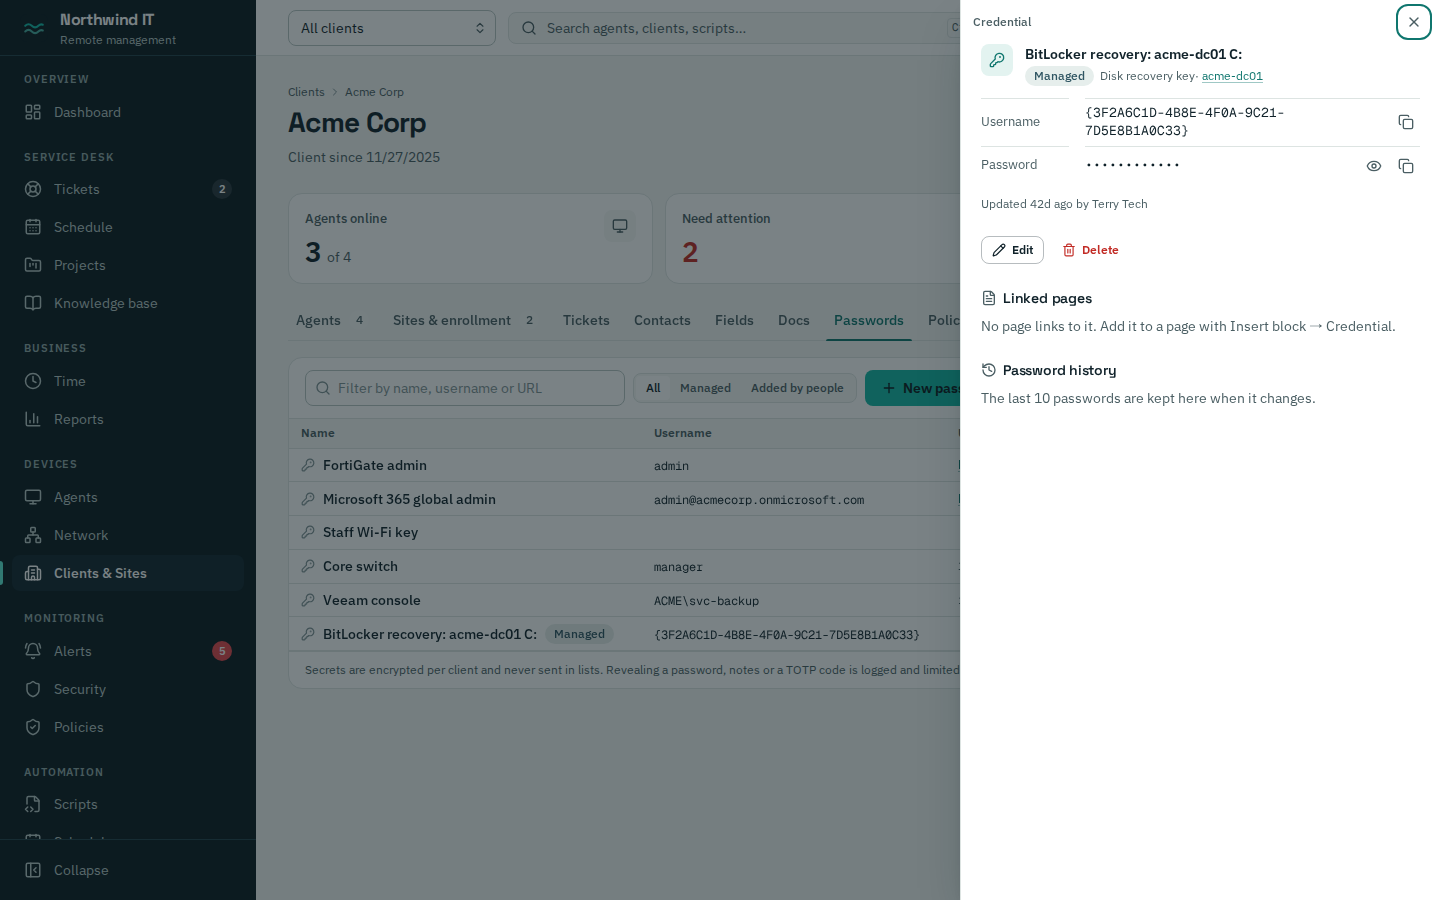 Northwind IT
Remote management
OVERVIEW
Dashboard
SERVICE DESK
Tickets 2
Schedule
Projects
Knowledge base
BUSINESS
Time
Reports
DEVICES
Agents
Network
Clients & Sites
MONITORING
Alerts 5
Security
Policies
AUTOMATION
Scripts
Collapse
All clients
Search agents, clients, scripts...
Clients > Acme Corp
Acme Corp
Client since 11/27/2025
Agents online
3 of 4
Need attention
2
Agents 4 Sites & enrollment 2 Tickets Contacts Fields Docs Passwords Polic
Filter by name, username or URL
All Managed Added by people
+ New pas
Name Username
FortiGate admin admin
Microsoft 365 global admin admin@acmecorp.onmicrosoft.com
Staff Wi-Fi key
Core switch manager
Veeam console ACME\svc-backup
BitLocker recovery: acme-dc01 C: Managed {3F2A6C1D-4B8E-4F0A-9C21-7D5E8B1A0C33}
Secrets are encrypted per client and never sent in lists. Revealing a password, notes or a TOTP code is logged and limited
Credential
BitLocker recovery: acme-dc01 C:
Managed Disk recovery key· acme-dc01
Username {3F2A6C1D-4B8E-4F0A-9C21-
7D5E8B1A0C33}
Password ••••••••••••
Updated 42d ago by Terry Tech
Edit Delete
Linked pages
No page links to it. Add it to a page with Insert block → Credential.
Password history
The last 10 passwords are kept here when it changes.